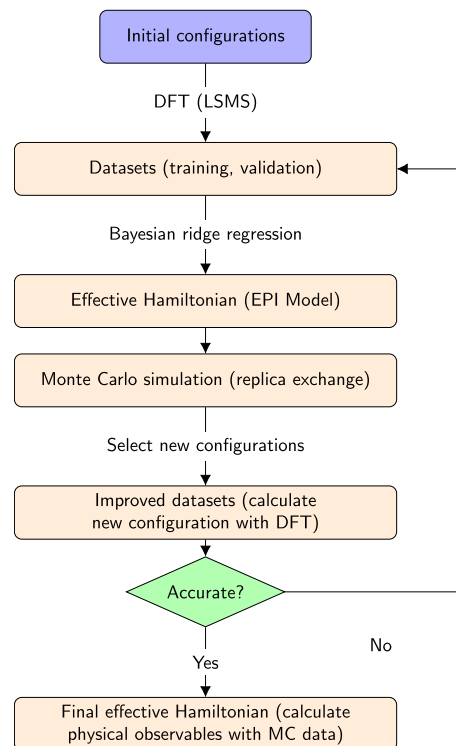 Initial configurations
DFT (LSMS)
Datasets (training, validation)
Bayesian ridge regression
Effective Hamiltonian (EPI Model)
Monte Carlo simulation (replica exchange)
Select new configurations
Improved datasets (calculate
new configuration with DFT)
Accurate?
No
Yes
Final effective Hamiltonian (calculate
physical observables with MC data)